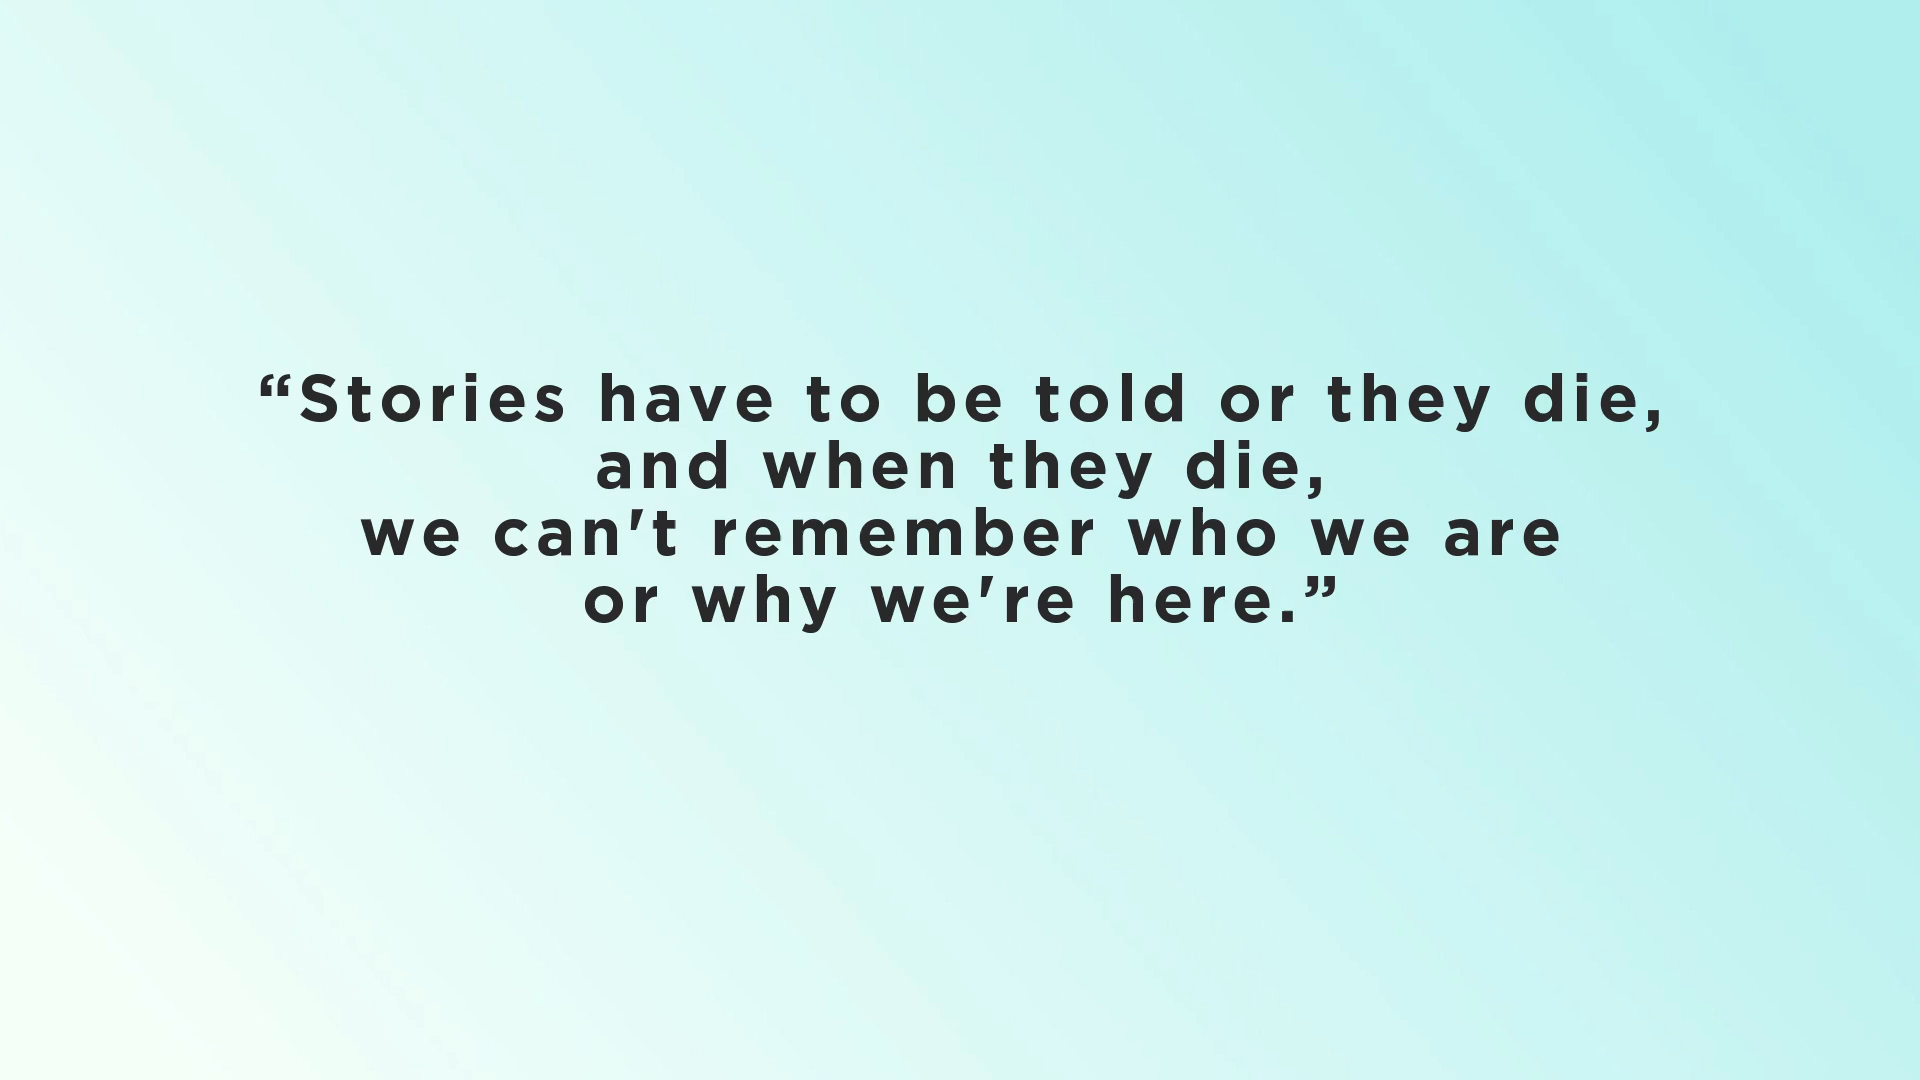 “Stories have to be told or they die,
and when they die,
we can't remember who we are
or why we're here.”